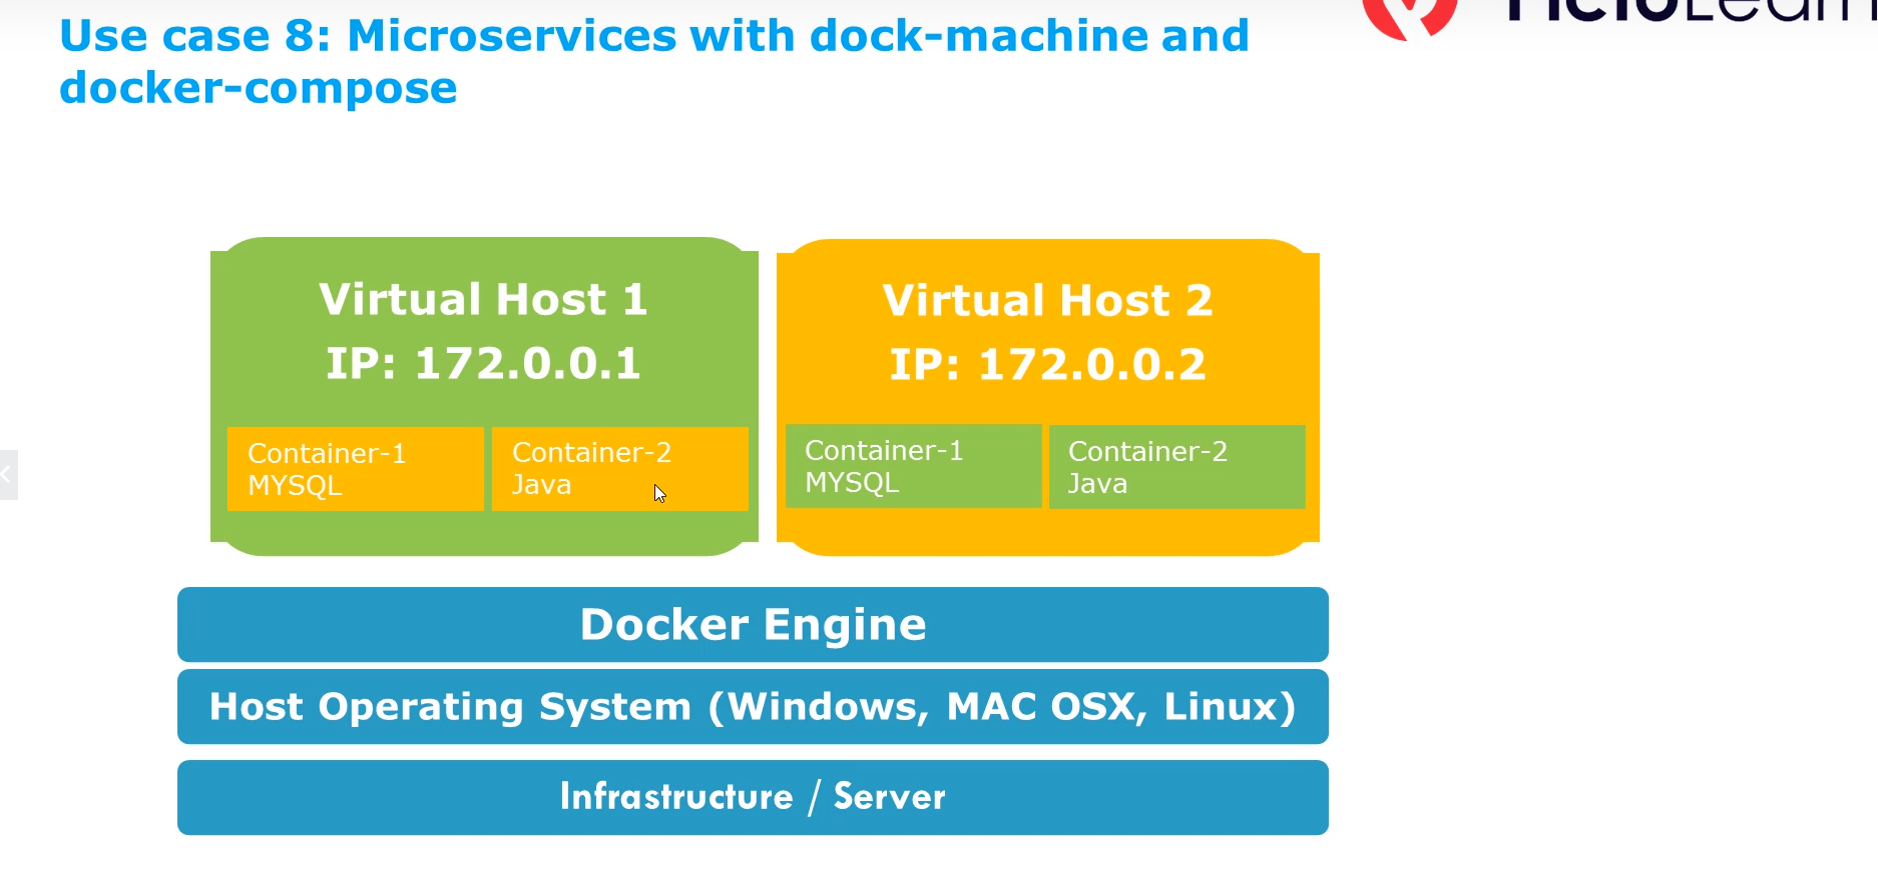 Use case 8: Microservices with dock-machine and
docker-compose
Virtual Host 1
IP: 172.0.0.1
Container-1
MYSQL
Container-2
Java
Virtual Host 2
IP: 172.0.0.2
Container-1
MYSQL
Container-2
Java
Docker Engine
Host Operating System (Windows, MAC OSX, Linux)
Infrastructure / Server